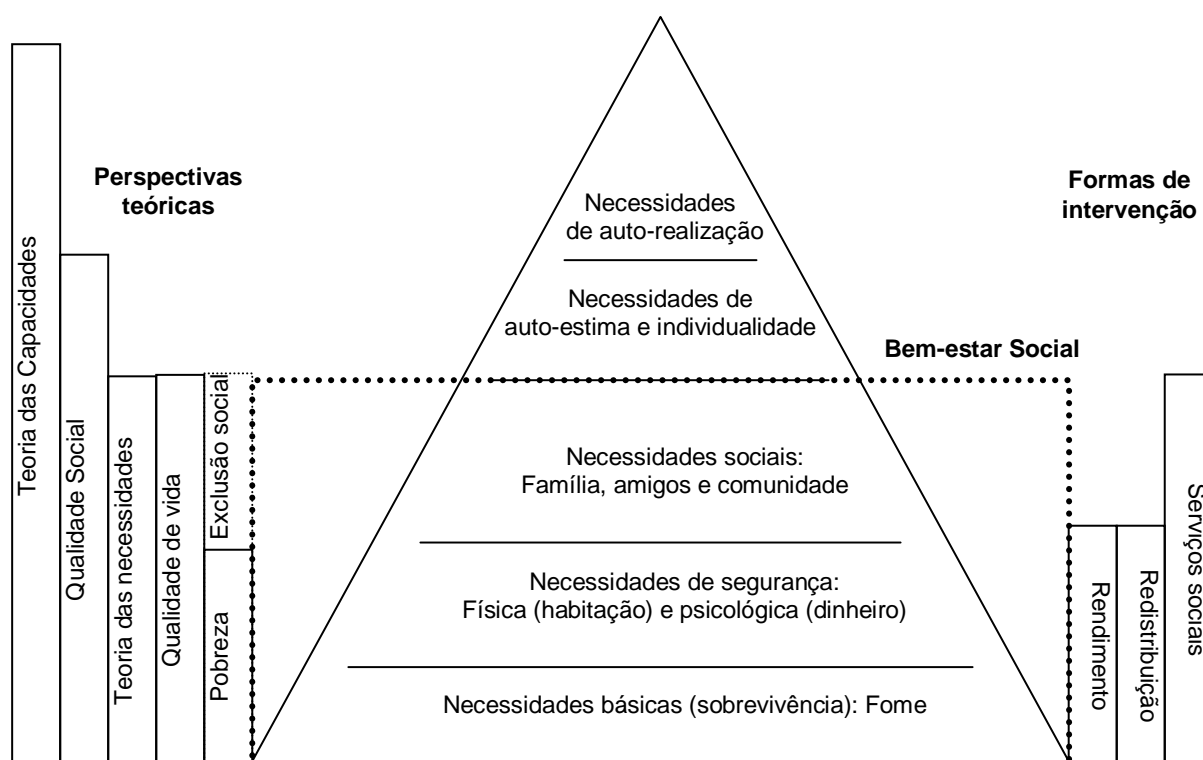 Perspectivas
teóricas
Teoria das Capacidades
Qualidade Social
Teoria das necessidades
Qualidade de vida
Exclusão social
Pobreza
Necessidades
de auto-realização
Necessidades de
auto-estima e individualidade
Bem-estar Social
Necessidades sociais:
Família, amigos e comunidade
Necessidades de segurança:
Física (habitação) e psicológica (dinheiro)
Necessidades básicas (sobrevivência): Fome
Formas de
intervenção
Rendimento
Redistribuição
Serviços sociais